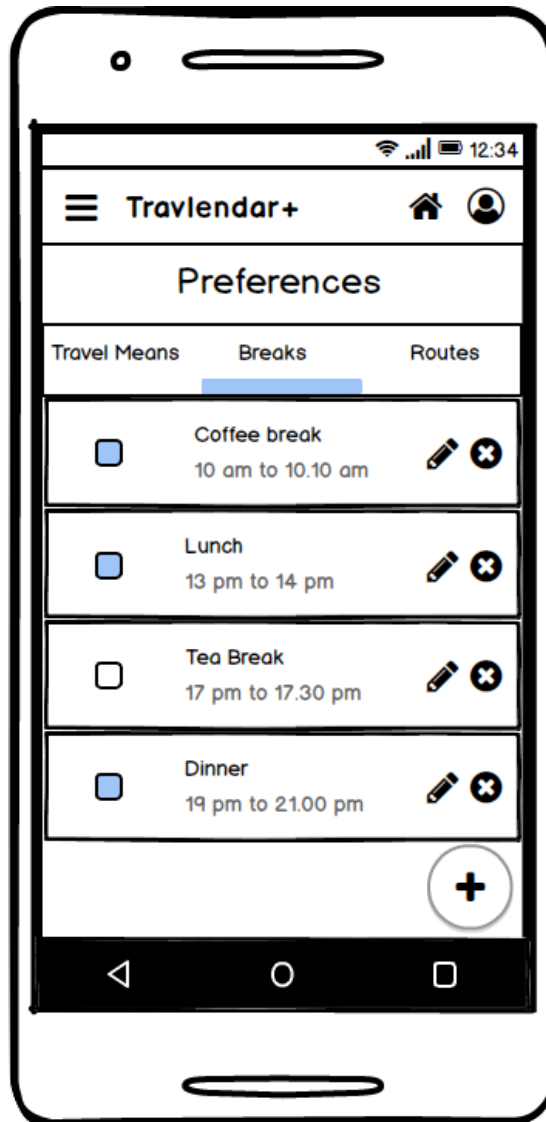 12:34
Travlendar+
Preferences
Travel Means Breaks Routes
Coffee break
10 am to 10.10 am
Lunch
13 pm to 14 pm
Tea Break
17 pm to 17.30 pm
Dinner
19 pm to 21.00 pm